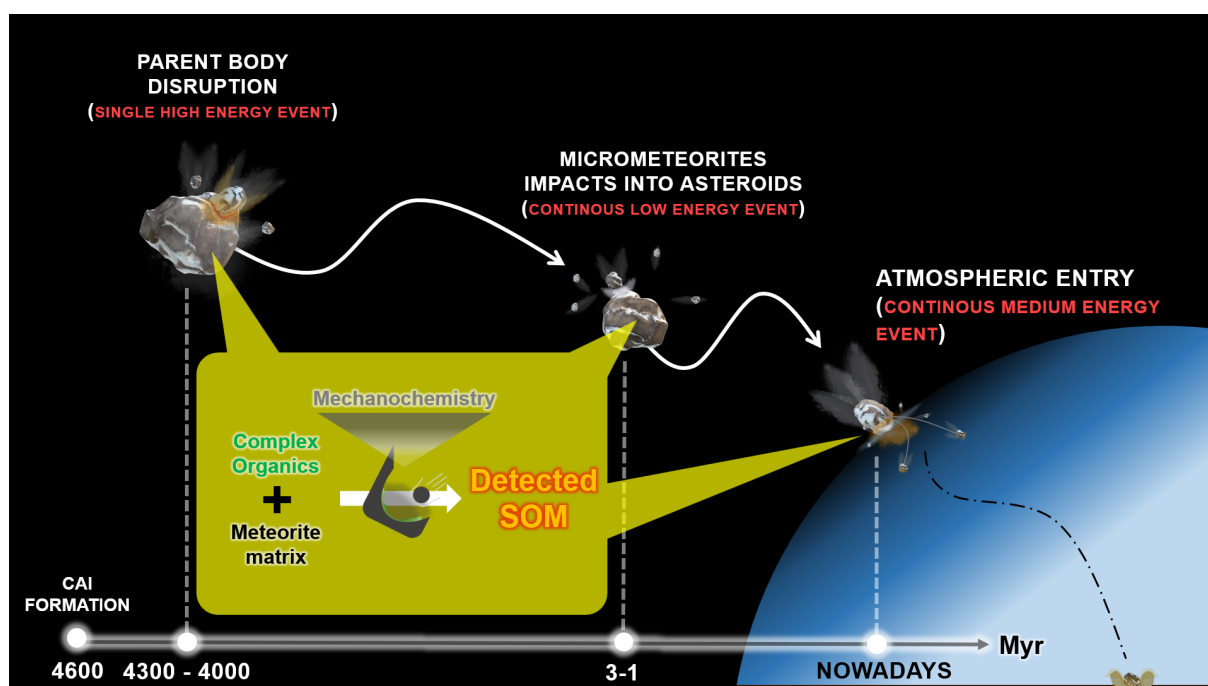 PARENT BODY
DISRUPTION
(SINGLE HIGH ENERGY EVENT)
MICROMETEORITES
IMPACTS INTO ASTEROIDS
(CONTINOUS LOW ENERGY EVENT)
ATMOSPHERIC ENTRY
(CONTINOUS MEDIUM ENERGY
EVENT)
Mechanochemistry
Complex
Organics
+
Meteorite
matrix
Detected
SOM
CAI
FORMATION
4600
4300 - 4000
3-1
NOWADAYS
Myr